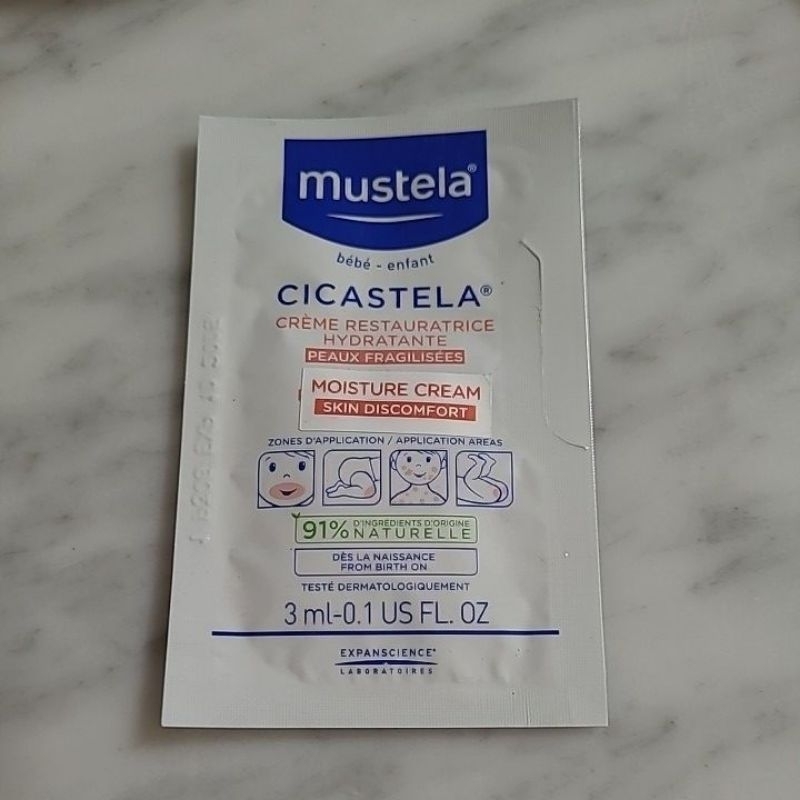 mustela®
bébé - enfant
CICASTELA®
CRÈME RESTAURATRICE
HYDRATANTE
PEAUX FRAGILISÉES
MOISTURE CREAM
SKIN DISCOMFORT
ZONES D'APPLICATION / APPLICATION AREAS
91% D'INGRÉDIENTS D'ORIGINE
NATURELLE
DÈS LA NAISSANCE
FROM BIRTH ON
TESTÉ DERMATOLOGIQUEMENT
3 ml-0.1 US FL. OZ
EXPANSCIENCE®
LABORATOIRES